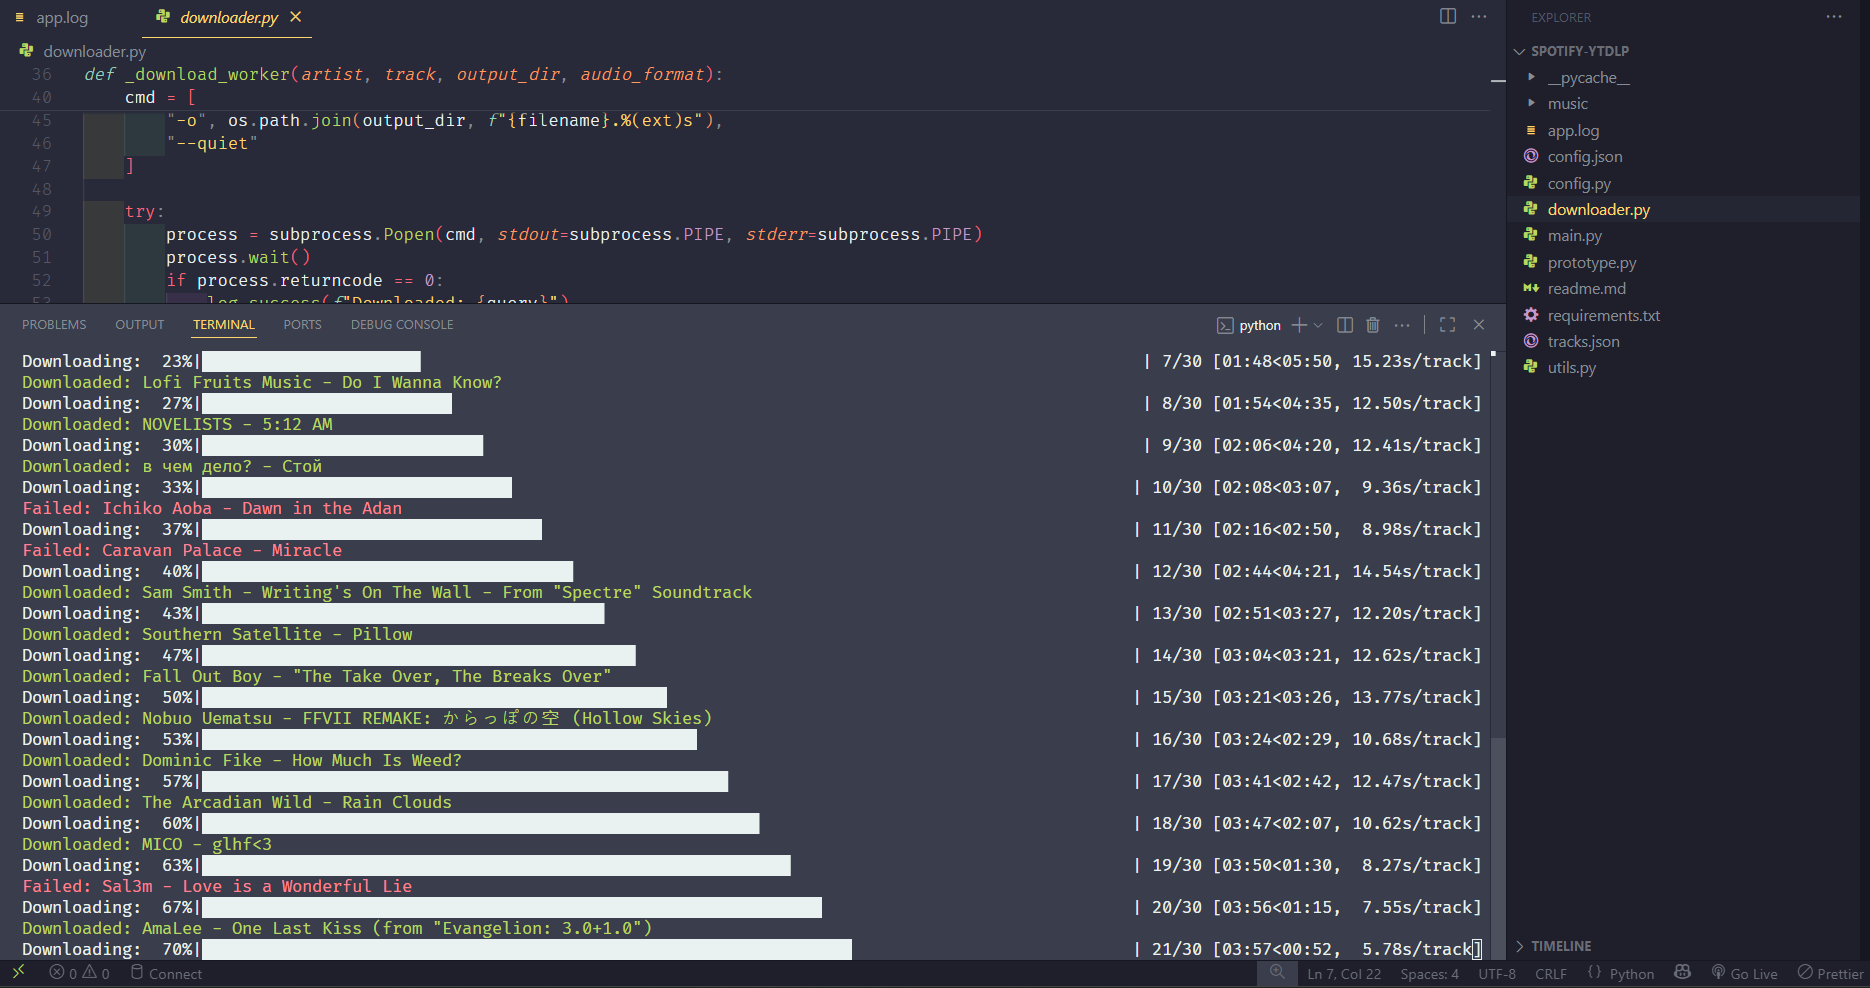 app.log
downloader.py
downloader.py
36 def _download_worker(artist, track, output_dir, audio_format):
40 cmd = [
45 "-o", os.path.join(output_dir, f"{filename}.%(ext)s"),
46 "--quiet"
47 ]
48
49 try:
50 process = subprocess.Popen(cmd, stdout=subprocess.PIPE, stderr=subprocess.PIPE)
51 process.wait()
52 if process.returncode == 0:
53 log_success(f"Downloaded: {query}")
PROBLEMS OUTPUT TERMINAL PORTS DEBUG CONSOLE
python
Downloading: 23%| | 7/30 [01:48<05:50, 15.23s/track]
Downloaded: Lofi Fruits Music - Do I Wanna Know?
Downloading: 27%| | 8/30 [01:54<04:35, 12.50s/track]
Downloaded: NOVELISTS - 5:12 AM
Downloading: 30%| | 9/30 [02:06<04:20, 12.41s/track]
Downloaded: в чем дело? - Стой
Downloading: 33%| | 10/30 [02:08<03:07, 9.36s/track]
Failed: Ichiko Aoba - Dawn in the Adan
Downloading: 37%| | 11/30 [02:16<02:50, 8.98s/track]
Failed: Caravan Palace - Miracle
Downloading: 40%| | 12/30 [02:44<04:21, 14.54s/track]
Downloaded: Sam Smith - Writing's On The Wall - From "Spectre" Soundtrack
Downloading: 43%| | 13/30 [02:51<03:27, 12.20s/track]
Downloaded: Southern Satellite - Pillow
Downloading: 47%| | 14/30 [03:04<03:21, 12.62s/track]
Downloaded: Fall Out Boy - "The Take Over, The Breaks Over"
Downloading: 50%| | 15/30 [03:21<03:26, 13.77s/track]
Downloaded: Nobuo Uematsu - FFVII REMAKE: からっぽの空 (Hollow Skies)
Downloading: 53%| | 16/30 [03:24<02:29, 10.68s/track]
Downloaded: Dominic Fike - How Much Is Weed?
Downloading: 57%| | 17/30 [03:41<02:42, 12.47s/track]
Downloaded: The Arcadian Wild - Rain Clouds
Downloading: 60%| | 18/30 [03:47<02:07, 10.62s/track]
Downloaded: MICO - glhf<3
Downloading: 63%| | 19/30 [03:50<01:30, 8.27s/track]
Failed: Sal3m - Love is a Wonderful Lie
Downloading: 67%| | 20/30 [03:56<01:15, 7.55s/track]
Downloaded: AmaLee - One Last Kiss (from "Evangelion: 3.0+1.0")
Downloading: 70%| | 21/30 [03:57<00:52, 5.78s/track]
EXPLORER
SPOTIFY-YTDLP
__pycache__
music
app.log
config.json
config.py
downloader.py
main.py
prototype.py
readme.md
requirements.txt
tracks.json
utils.py
TIMELINE
0 0 Connect
Ln 7, Col 22 Spaces: 4 UTF-8 CRLF {} Python Go Live Prettier